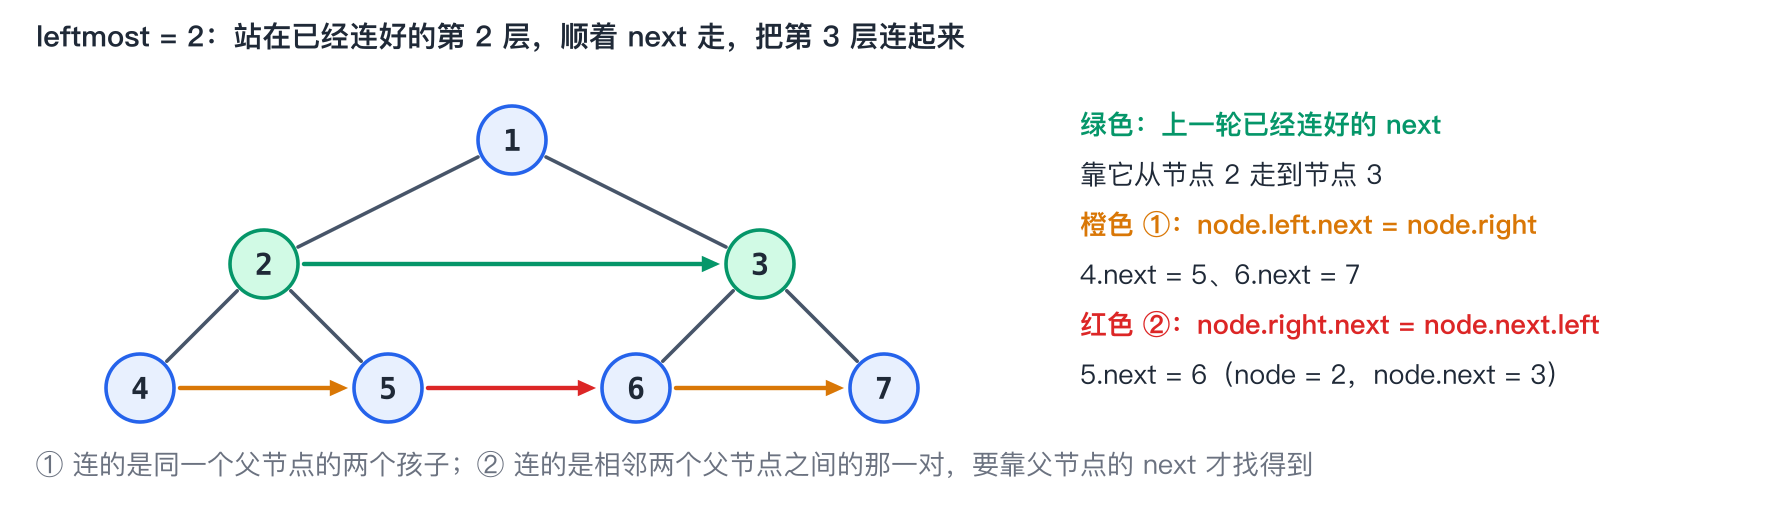 leftmost = 2：站在已经连好的第 2 层，顺着 next 走，把第 3 层连起来
1
2
3
4
5
6
7
绿色：上一轮已经连好的 next
靠它从节点 2 走到节点 3
橙色 ①：node.left.next = node.right
4.next = 5、6.next = 7
红色 ②：node.right.next = node.next.left
5.next = 6（node = 2，node.next = 3）
① 连的是同一个父节点的两个孩子；② 连的是相邻两个父节点之间的那一对，要靠父节点的 next 才找得到